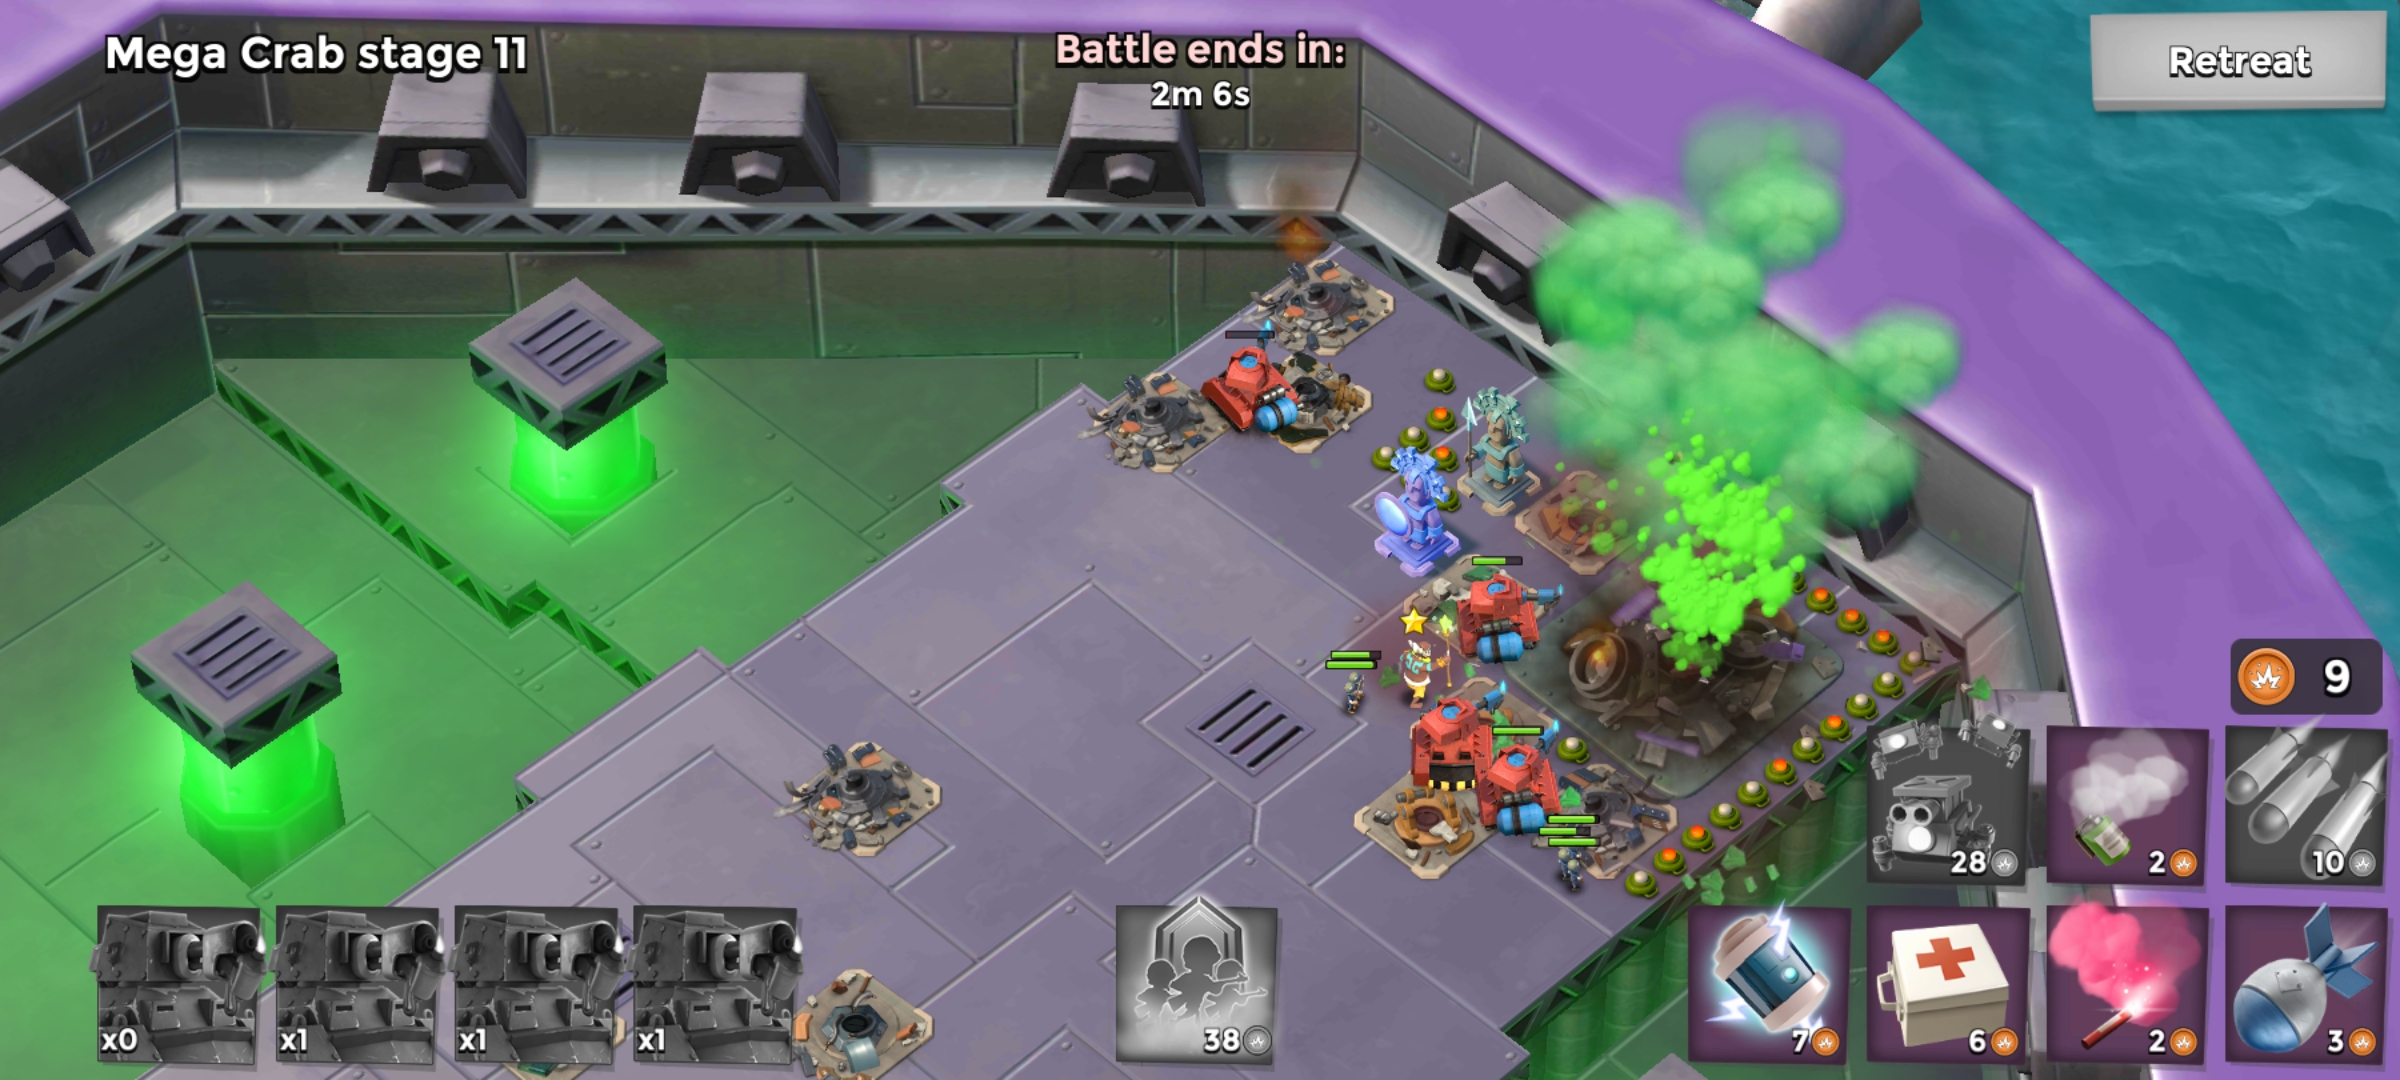 Mega Crab stage 11
Battle ends in:
2m 6s
Retreat
9
28
2
10
7
6
2
3
x0
x1
x1
x1
38